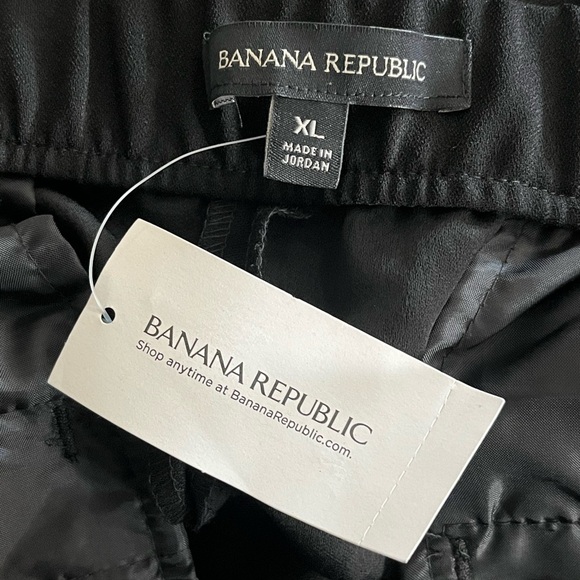 BANANA REPUBLIC
XL
MADE IN
JORDAN
BANANA REPUBLIC
Shop anytime at BananaRepublic.com.